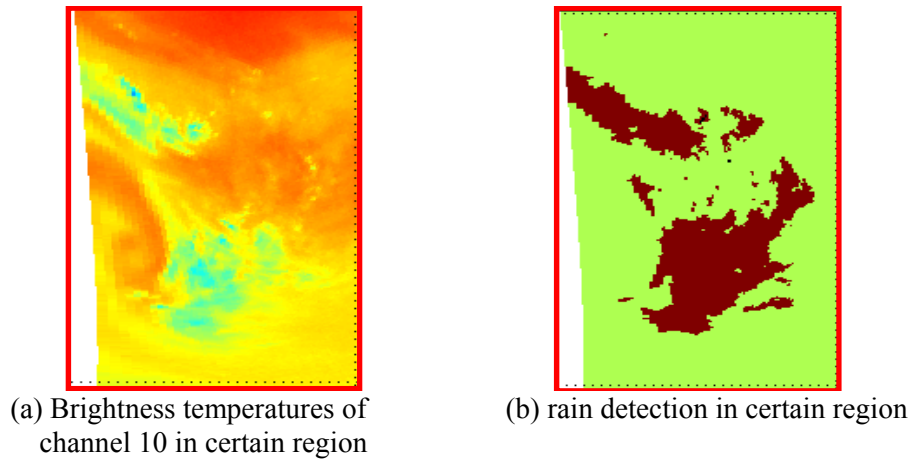 (a) Brightness temperatures of
channel 10 in certain region
(b) rain detection in certain region